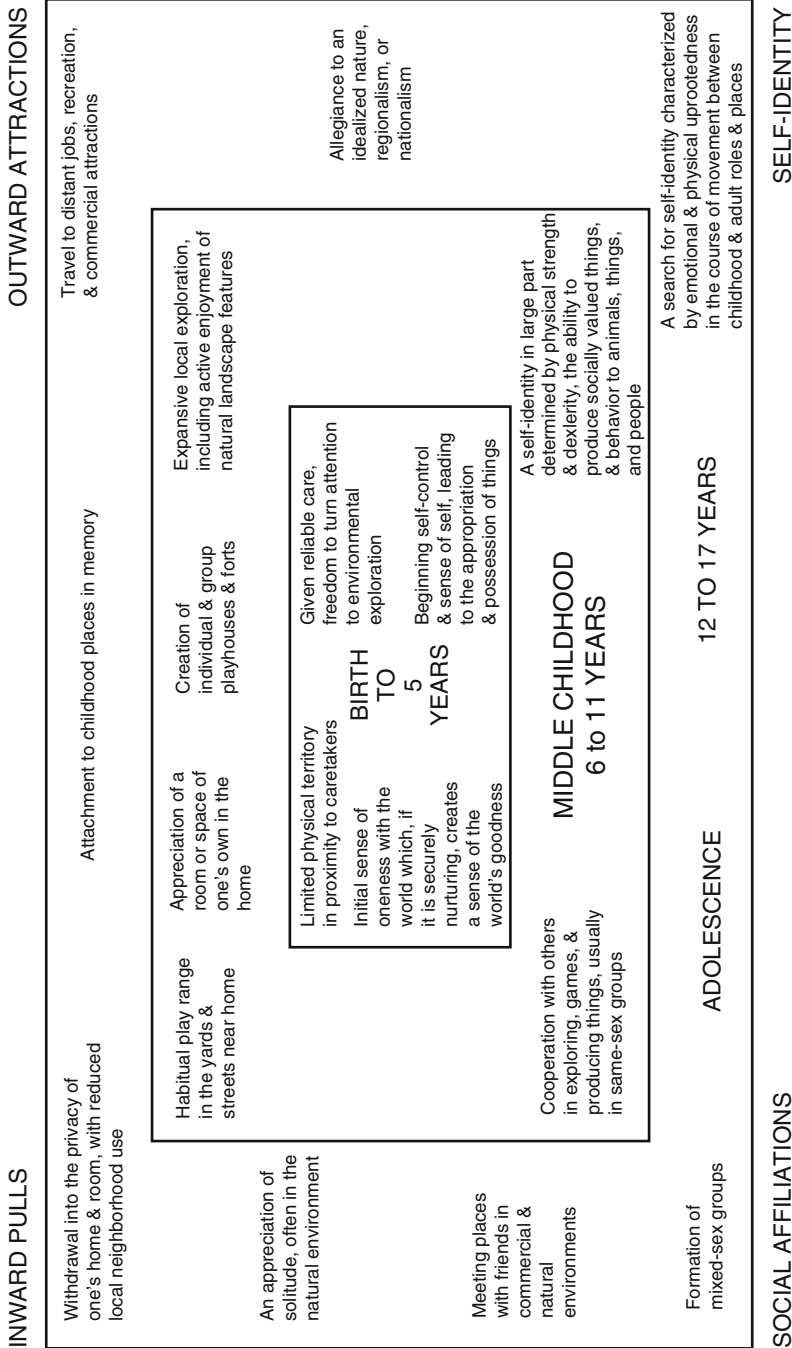 INWARD PULLS
OUTWARD ATTRACTIONS
Withdrawal into the privacy of
one's home & room, with reduced
local neighborhood use
Attachment to childhood places in memory
Travel to distant jobs, recreation,
& commercial attractions
Habitual play range
in the yards &
streets near home
Appreciation of a
room or space of
one's own in the
home
Creation of
individual & group
playhouses & forts
Expansive local exploration,
including active enjoyment of
natural landscape features
An appreciation of
solitude, often in the
natural environment
Allegiance to an
idealized nature,
regionalism, or
nationalism
Limited physical territory
in proximity to caretakers
Initial sense of
oneness with the
world which, if
it is securely
nurturing, creates
a sense of the
world's goodness
BIRTH
TO
5
YEARS
Given reliable care,
freedom to turn attention
to environmental
exploration
Beginning self-control
& sense of self, leading
to the appropriation
& possession of things
Meeting places
with friends in
commercial &
natural
environments
Cooperation with others
in exploring, games, &
producing things, usually
in same-sex groups
MIDDLE CHILDHOOD
6 to 11 YEARS
A self-identity in large part
determined by physical strength
& dexlerity, the ability to
produce socially valued things,
& behavior to animals, things,
and people
Formation of
mixed-sex groups
ADOLESCENCE
12 TO 17 YEARS
A search for self-identity characterized
by emotional & physical uprootedness
in the course of movement between
childhood & adult roles & places
SOCIAL AFFILIATIONS
SELF-IDENTITY